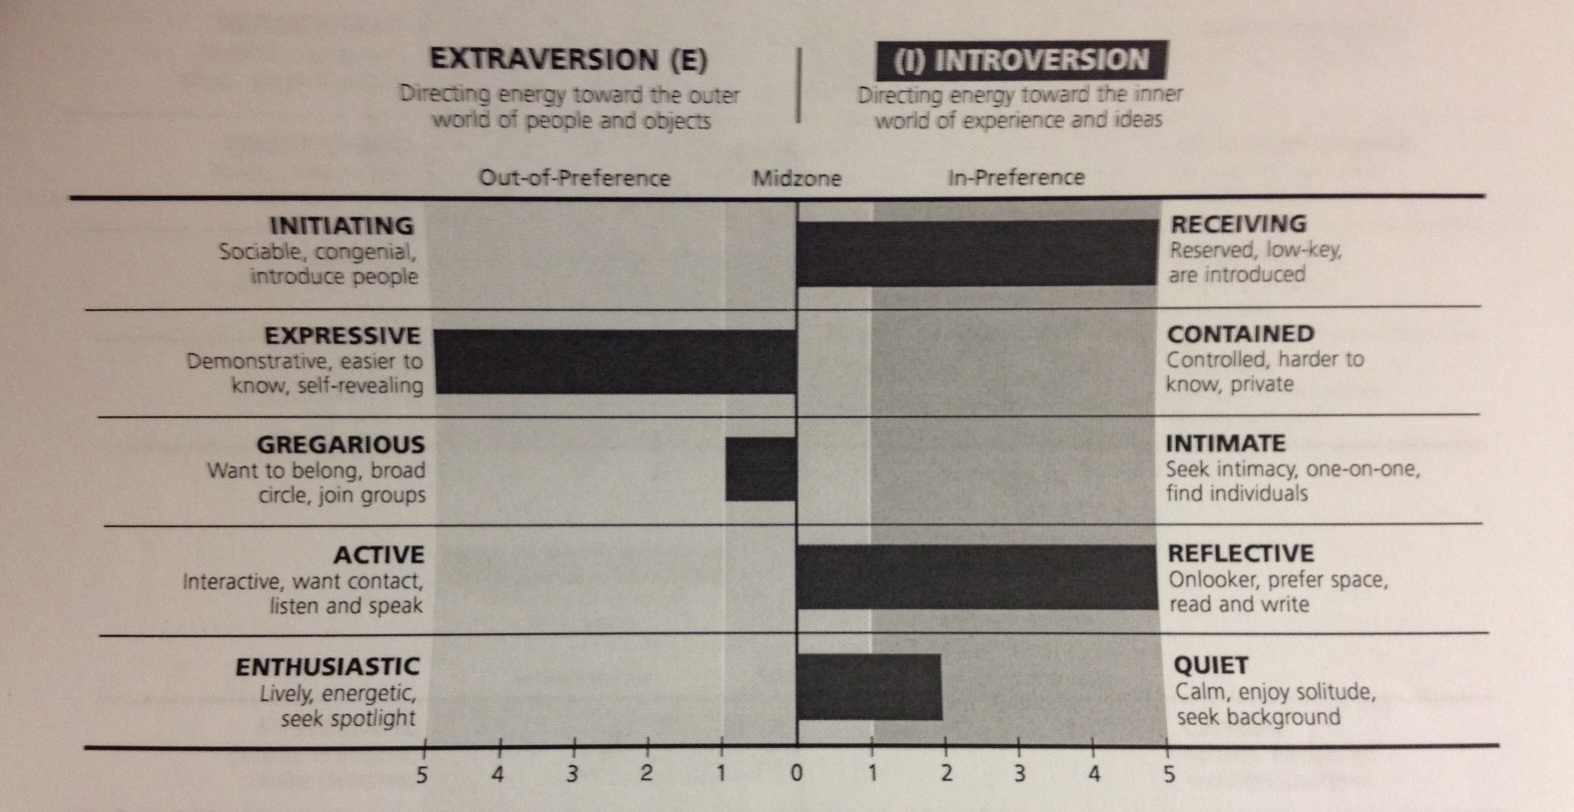 EXTRAVERSION (E)
Directing energy toward the outer
world of people and objects
(I) INTROVERSION
Directing energy toward the inner
world of experience and ideas
Out-of-Preference Midzone In-Preference
INITIATING
Sociable, congenial,
introduce people
RECEIVING
Reserved, low-key,
are introduced
EXPRESSIVE
Demonstrative, easier to
know, self-revealing
CONTAINED
Controlled, harder to
know, private
GREGARIOUS
Want to belong, broad
circle, join groups
INTIMATE
Seek intimacy, one-on-one,
find individuals
ACTIVE
Interactive, want contact,
listen and speak
REFLECTIVE
Onlooker, prefer space,
read and write
ENTHUSIASTIC
Lively, energetic,
seek spotlight
QUIET
Calm, enjoy solitude,
seek background
5 4 3 2 1 0 1 2 3 4 5